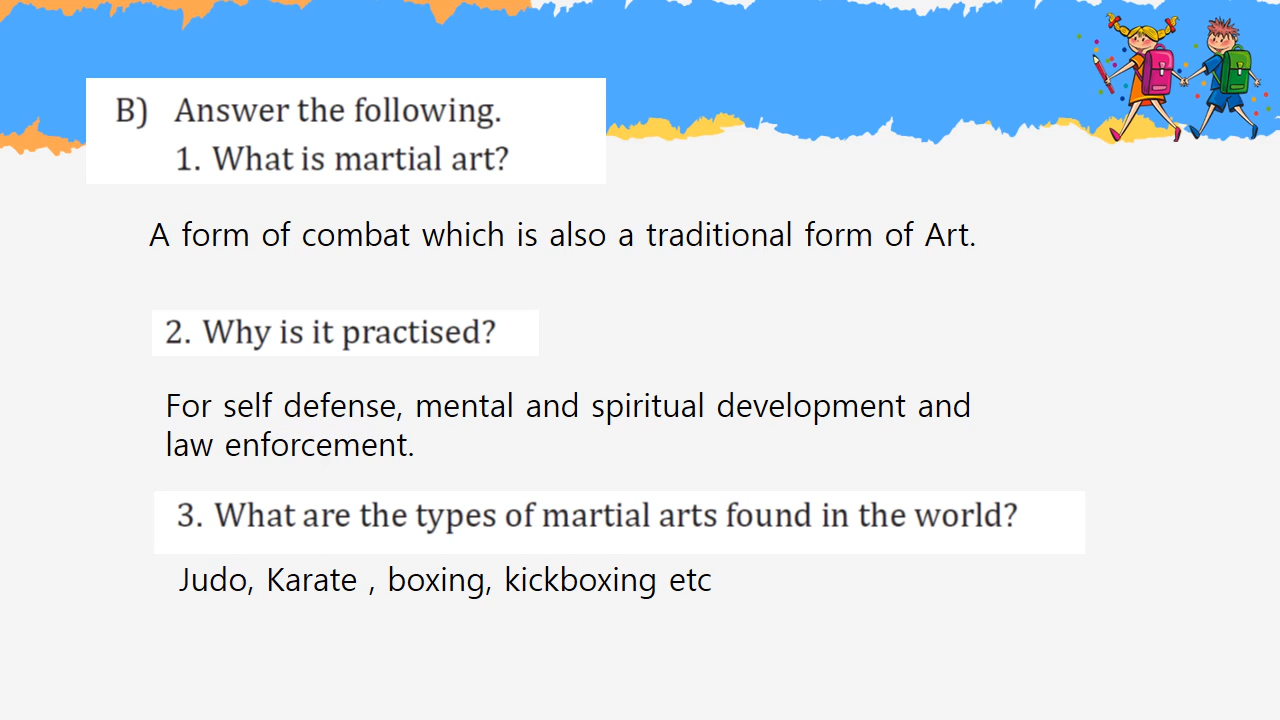 B) Answer the following.
1. What is martial art?
A form of combat which is also a traditional form of Art.
2. Why is it practised?
For self defense, mental and spiritual development and
law enforcement.
3. What are the types of martial arts found in the world?
Judo, Karate , boxing, kickboxing etc